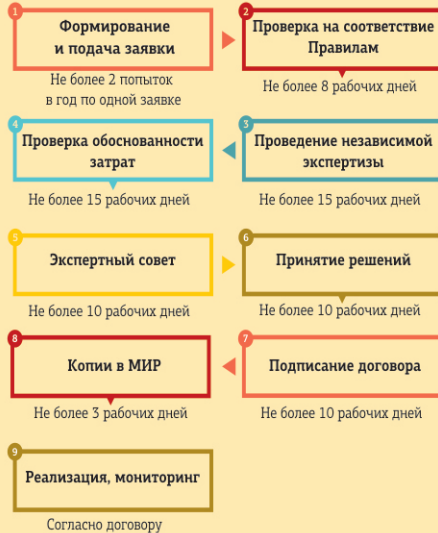 1
Формирование
и подача заявки
Не более 2 попыток
в год по одной заявке
2
Проверка на соответствие
Правилам
Не более 8 рабочих дней
3
Проведение независимой
экспертизы
Не более 15 рабочих дней
4
Проверка обоснованности
затрат
Не более 15 рабочих дней
5
Экспертный совет
Не более 10 рабочих дней
6
Принятие решений
Не более 10 рабочих дней
7
Подписание договора
Не более 10 рабочих дней
8
Копии в МИР
Не более 3 рабочих дней
9
Реализация, мониторинг
Согласно договору